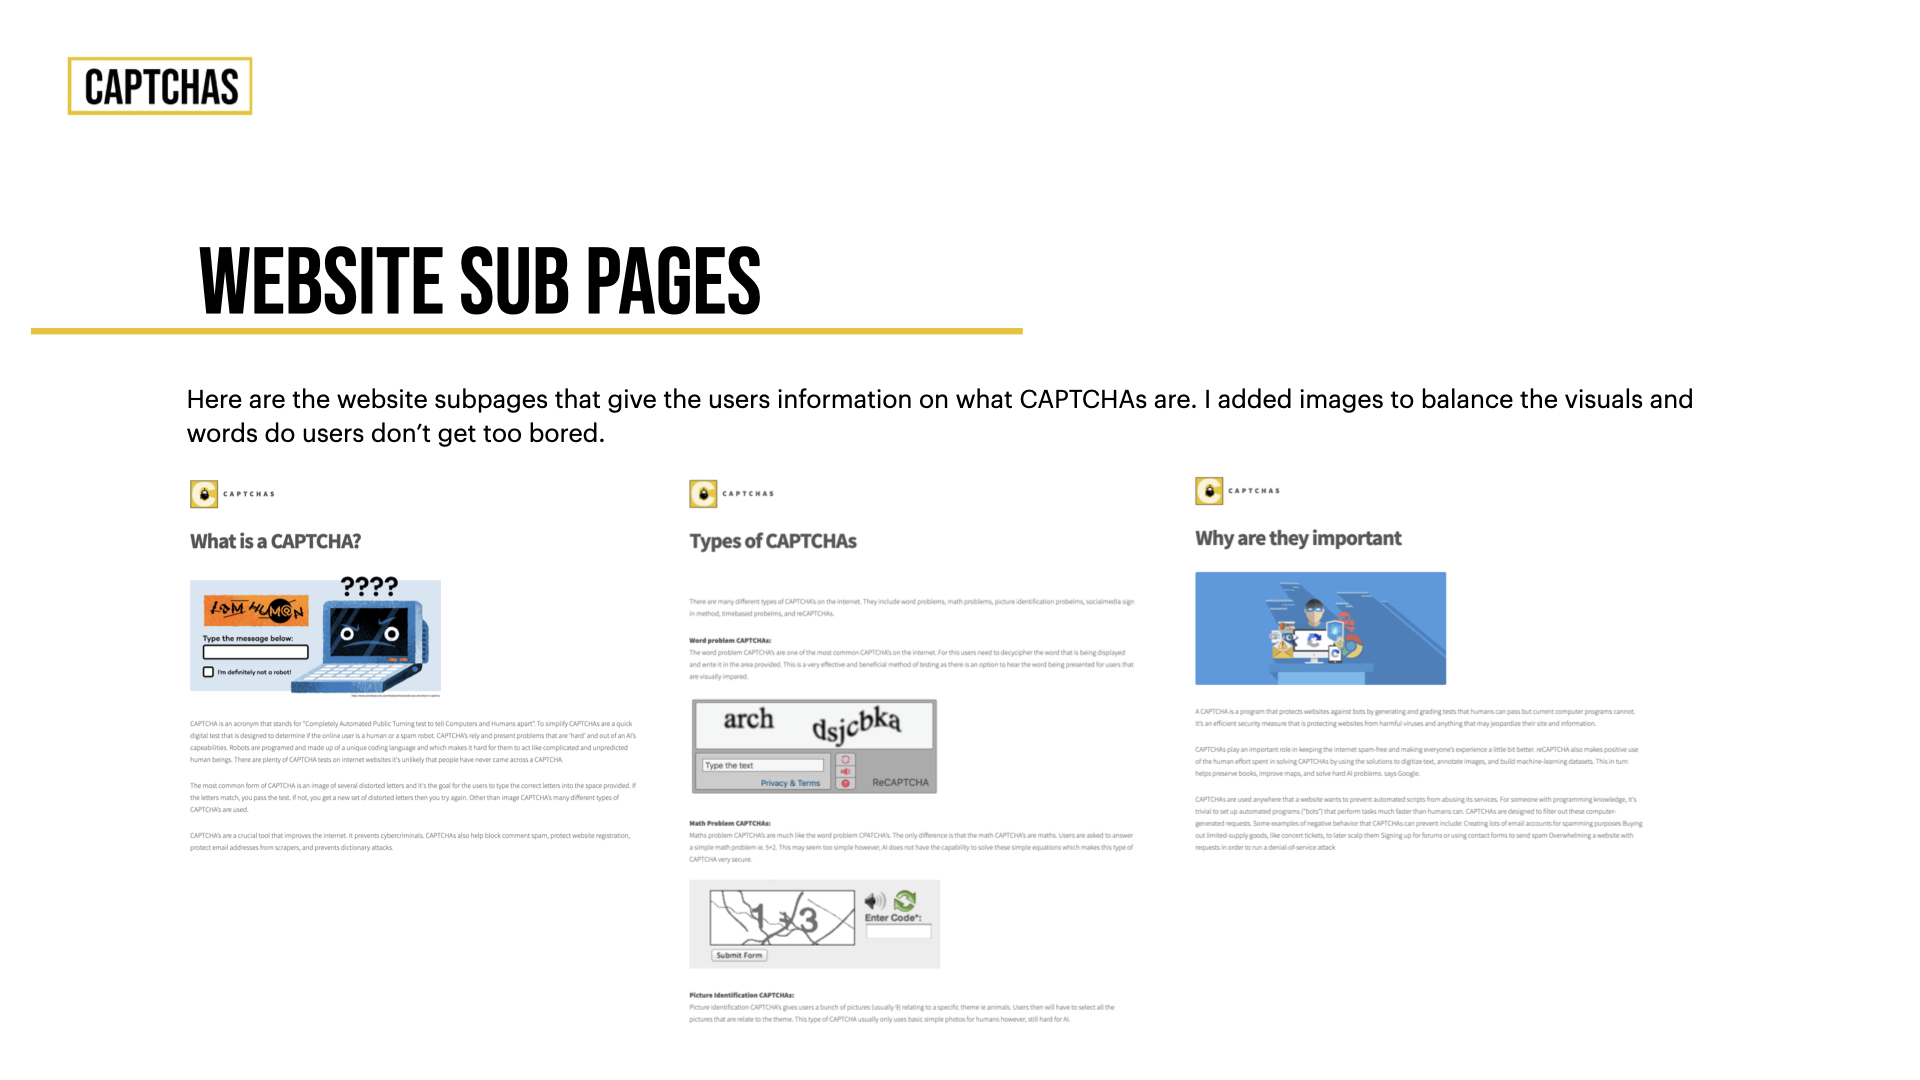 CAPTCHAS
WEBSITE SUB PAGES
Here are the website subpages that give the users information on what CAPTCHAs are. I added images to balance the visuals and
words do users don't get too bored.
CAPTCHAS
What is a CAPTCHA?
????
I AM HUM@N
Type the message below:
I'm definitely not a robot!
CAPTCHA is an acronym that stands for "Completely Automated Public Turning test to tell Computers and Humans apart". To simplify CAPTCHAs are a quick
digital test that is designed to determine if the online user is a human or a spam robot. CAPTCHA's rely and present problems that are 'hard' and out of an AI's
capeabilities. Robots are programed and made up of a unique coding language and which makes it hard for them to act like complicated and unpredicted
human beings. There are plenty of CAPTCHA tests on internet websites it's unlikely that people have never came across a CAPTCHA.
The most common form of CAPTCHA is an image of several distorted letters and it's the goal for the users to type the correct letters into the space provided. If
the letters match, you pass the test. If not, you get a new set of distorted letters then you try again. Other than image CAPTCHA's many different types of
CAPTCHA's are used.
CAPTCHA's are a crucial tool that improves the internet. It prevents cybercriminals. CAPTCHAs also help block comment spam, protect website registration,
protect email addresses from scrapers, and prevents dictionary attacks.
CAPTCHAS
Types of CAPTCHAs
There are many different types of CAPTCHA's on the internet. They include word problems, math problems, picture identification probelms, socialmedia sign
in method, timebased probelms, and reCAPTCHAs.
Word problem CAPTCHAs:
The word problem CAPTCHA's are one of the most common CAPTCHA's on the internet. For this users need to decycipher the word that is being displayed
and write it in the area provided. This is a very effective and beneficial method of testing as there is an option to hear the word being presented for users that
are visually impared.
arch dsjcbka
Type the text
Privacy & Terms
ReCAPTCHA
Math Problem CAPTCHAs:
Maths problem CAPTCHA's are much like the word problem CPATCHA's. The only difference is that the math CAPTCHA's are maths. Users are asked to answer
a simple math problem ie. 5+2. This may seem too simple however, AI does not have the capability to solve these simple equations which makes this type of
CAPTCHA very secure.
1+3
Enter Code*:
Submit Form
Picture Identification CAPTCHAs:
Picture identification CAPTCHA's gives users a bunch of pictures (usually 9) relating to a specific theme ie animals. Users then will have to select all the
pictures that are relate to the theme. This type of CAPTCHA usually only uses basic simple photos for humans however, still hard for AI.
CAPTCHAS
Why are they important
A CAPTCHA is a program that protects websites against bots by generating and grading tests that humans can pass but current computer programs cannot.
It's an efficient security measure that is protecting websites from harmful viruses and anything that may jeopardize their site and information.
CAPTCHAs play an important role in keeping the internet spam-free and making everyone's experience a little bit better. reCAPTCHA also makes positive use
of the human effort spent in solving CAPTCHAs by using the solutions to digitize text, annotate images, and build machine-learning datasets. This in turn
helps preserve books, improve maps, and solve hard AI problems. says Google.
CAPTCHAs are used anywhere that a website wants to prevent automated scripts from abusing its services. For someone with programming knowledge, it's
trivial to set up automated programs ("bots") that perform tasks much faster than humans can. CAPTCHAs are designed to filter out these computer-
generated requests. Some examples of negative behavior that CAPTCHAs can prevent include: Creating lots of email accounts for spamming purposes Buying
out limited-supply goods, like concert tickets, to later scalp them Signing up for forums or using contact forms to send spam Overwhelming a website with
requests in order to run a denial-of-service attack